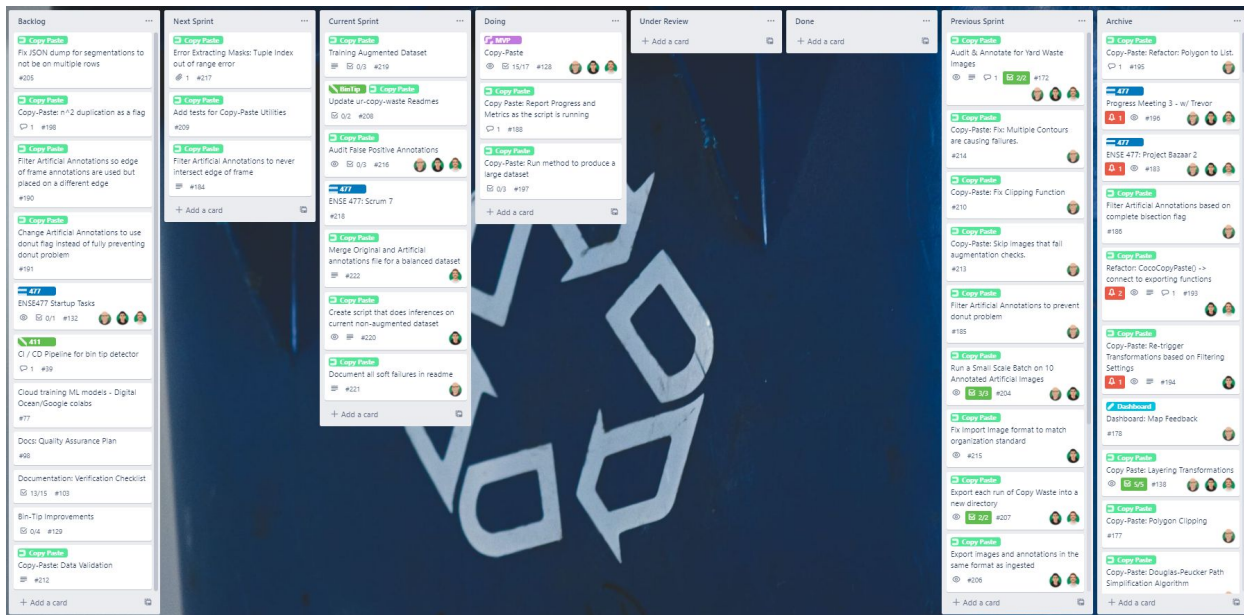 Backlog
Copy Paste
Fix JSON dump for segmentations to
not be on multiple rows
#205
Copy Paste
Copy-Paste: n^2 duplication as a flag
1 #198
Copy Paste
Filter Artificial Annotations so edge
of frame annotations are used but
placed on a different edge
#190
Copy Paste
Change Artificial Annotations to use
donut flag instead of fully preventing
donut problem
#191
477
ENSE477 Startup Tasks
0/1 #132
411
CI / CD Pipeline for bin tip detector
1 #39
Cloud training ML models - Digital
Ocean/Google colabs
#77
Docs: Quality Assurance Plan
#98
Documentation: Verification Checklist
13/15 #103
Bin-Tip Improvements
0/4 #129
Copy Paste
Copy-Paste: Data Validation
#212
+ Add a card
Next Sprint
Copy Paste
Error Extracting Masks: Tuple Index
out of range error
1 #217
Copy Paste
Add tests for Copy-Paste Utilities
#209
Copy Paste
Filter Artificial Annotations to never
intersect edge of frame
#184
+ Add a card
Current Sprint
Copy Paste
Training Augmented Dataset
0/3 #219
BinTip Copy Paste
Update ur-copy-waste Readmes
0/2 #208
Copy Paste
Audit False Positive Annotations
0/3 #216
477
ENSE 477: Scrum 7
#218
Copy Paste
Merge Original and Artificial
annotations file for a balanced dataset
#222
Copy Paste
Create script that does inferences on
current non-augmented dataset
#220
Copy Paste
Document all soft failures in readme
#221
+ Add a card
Doing
MVP
Copy-Paste
15/17 #128
Copy Paste
Copy Paste: Report Progress and
Metrics as the script is running
1 #188
Copy Paste
Copy-Paste: Run method to produce a
large dataset
0/3 #197
+ Add a card
Under Review
+ Add a card
Done
+ Add a card
Previous Sprint
Copy Paste
Audit & Annotate for Yard Waste
Images
1 2/2 #172
Copy Paste
Copy-Paste: Fix: Multiple Contours
are causing failures.
#214
Copy Paste
Copy-Paste: Fix Clipping Function
#210
Copy Paste
Copy-Paste: Skip images that fail
augmentation checks.
#213
Copy Paste
Filter Artificial Annotations to prevent
donut problem
#185
Copy Paste
Run a Small Scale Batch on 10
Annotated Artificial Images
3/3 #204
Copy Paste
Fix Import Image format to match
organization standard
#215
Copy Paste
Export each run of Copy Waste into a
new directory
2/2 #207
Copy Paste
Export images and annotations in the
same format as ingested
#206
+ Add a card
Archive
Copy Paste
Copy-Paste: Refactor: Polygon to List.
1 #195
477
Progress Meeting 3 - w/ Trevor
1 #196
477
ENSE 477: Project Bazaar 2
1 #183
Copy Paste
Filter Artificial Annotations based on
complete bisection flag
#186
Copy Paste
Refactor: CocoCopyPaste() ->
connect to exporting functions
2 1 #193
Copy Paste
Copy-Paste: Re-trigger
Transformations based on Filtering
Settings
1 #194
Dashboard
Dashboard: Map Feedback
#178
Copy Paste
Copy Paste: Layering Transformations
5/5 #138
Copy Paste
Copy-Paste: Polygon Clipping
#177
Copy Paste
Copy-Paste: Douglas-Peucker Path
Simplification Algorithm
+ Add a card